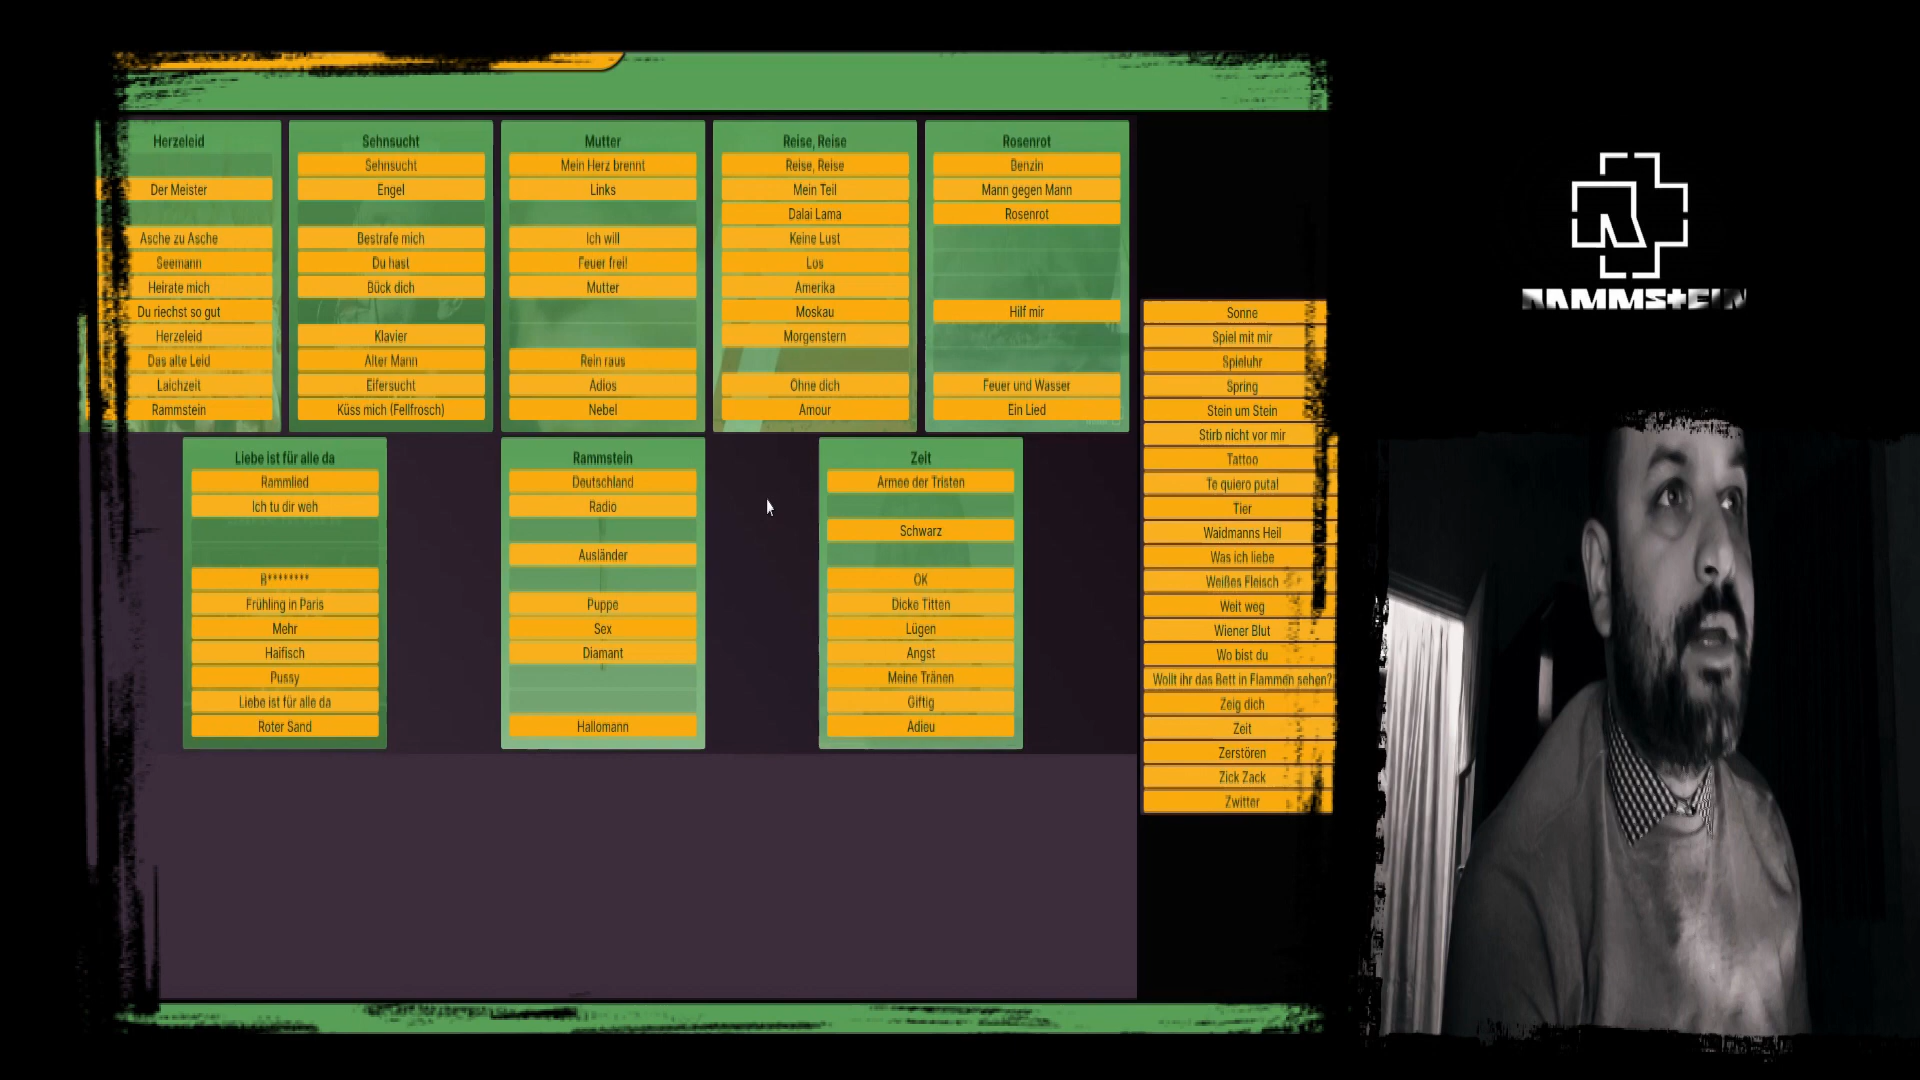 Herzeleid
Der Meister
Asche zu Asche
Seemann
Heirate mich
Du riechst so gut
Herzeleid
Das alte Leid
Laichzeit
Rammstein
Sehnsucht
Sehnsucht
Engel
Bestrafe mich
Du hast
Bück dich
Klavier
Alter Mann
Eifersucht
Küss mich (Fellfrosch)
Mutter
Mein Herz brennt
Links
Ich will
Feuer frei!
Mutter
Rein raus
Adios
Nebel
Reise, Reise
Reise, Reise
Mein Teil
Dalai Lama
Keine Lust
Los
Amerika
Moskau
Morgenstern
Ohne dich
Amour
Rosenrot
Benzin
Mann gegen Mann
Rosenrot
Hilf mir
Feuer und Wasser
Ein Lied
Liebe ist für alle da
Rammlied
Ich tu dir weh
B********
Frühling in Paris
Mehr
Haifisch
Pussy
Liebe ist für alle da
Roter Sand
Rammstein
Deutschland
Radio
Ausländer
Puppe
Sex
Diamant
Hallomann
Zeit
Armee der Tristen
Schwarz
OK
Dicke Titten
Lügen
Angst
Meine Tränen
Giftig
Adieu
Sonne
Spiel mit mir
Spieluhr
Spring
Stein um Stein
Stirb nicht vor mir
Tattoo
Te quiero puta!
Tier
Waidmanns Heil
Was ich liebe
Weißes Fleisch
Weit weg
Wiener Blut
Wo bist du
Wollt ihr das Bett in Flammen sehen?
Zeig dich
Zeit
Zerstören
Zick Zack
Zwitter
RAMMSTEIN